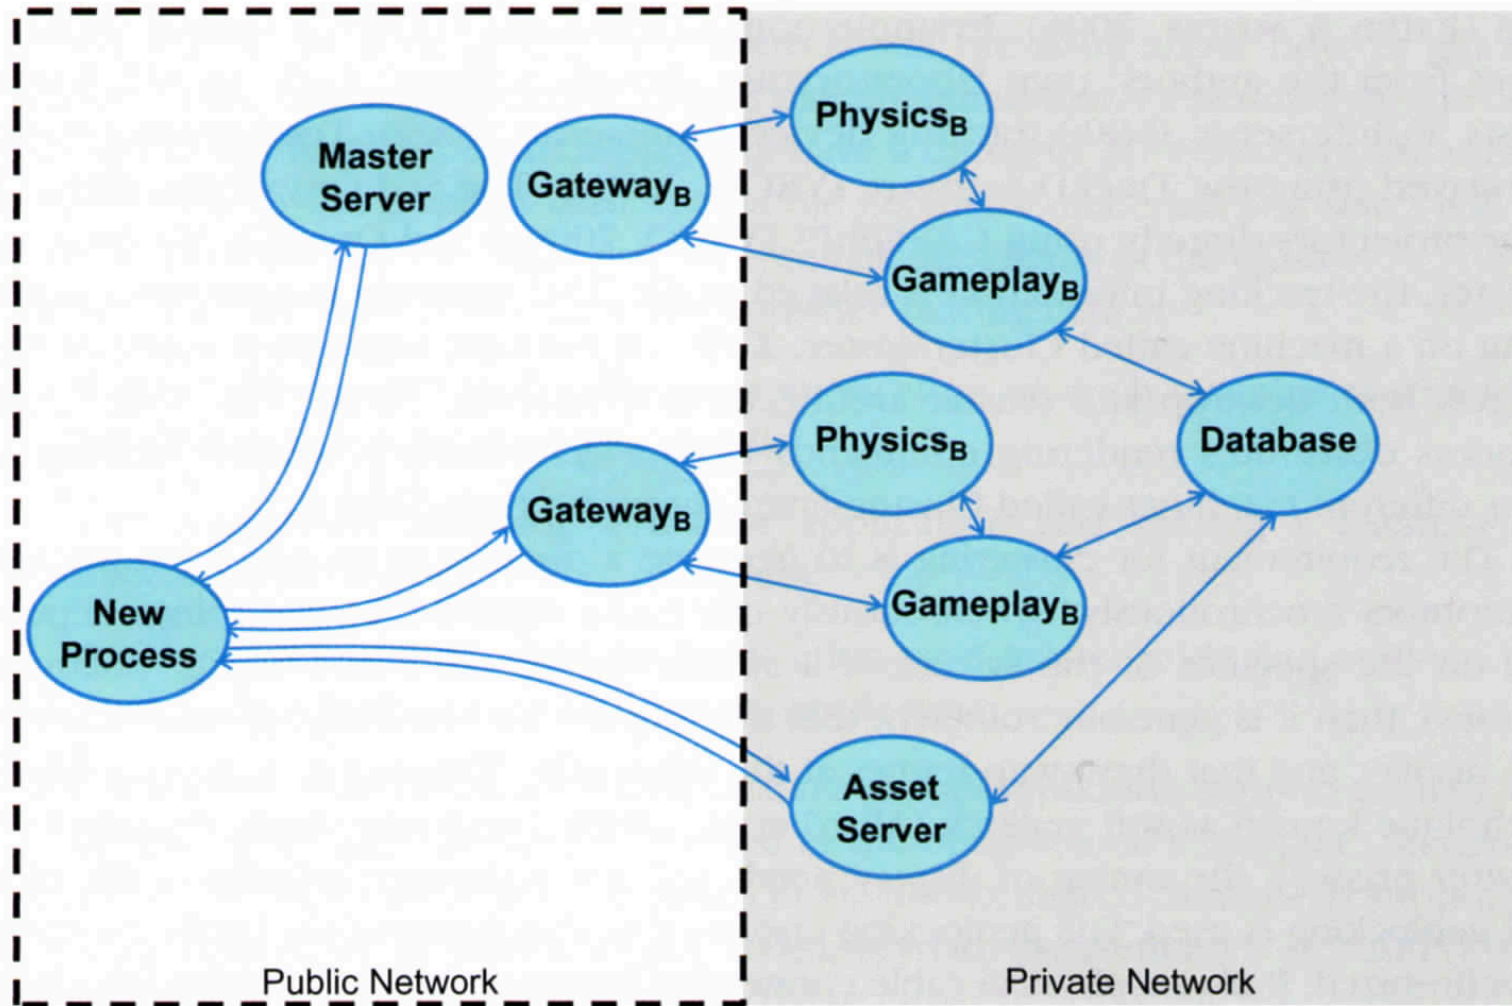 Master
Server
Gateway_B
Physics_B
Gameplay_B
Gateway_B
Physics_B
Gameplay_B
Database
New
Process
Asset
Server
Public Network
Private Network